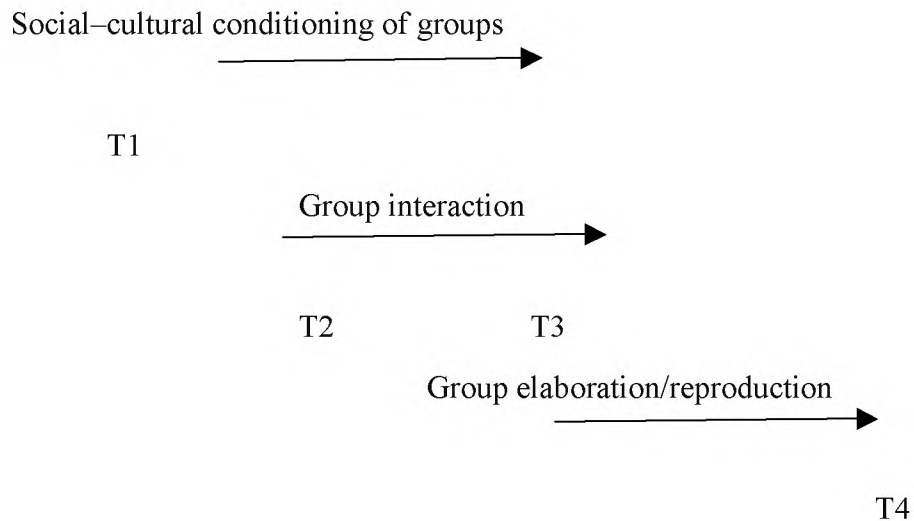 Social–cultural conditioning of groups
T1
Group interaction
T2 T3
Group elaboration/reproduction
T4